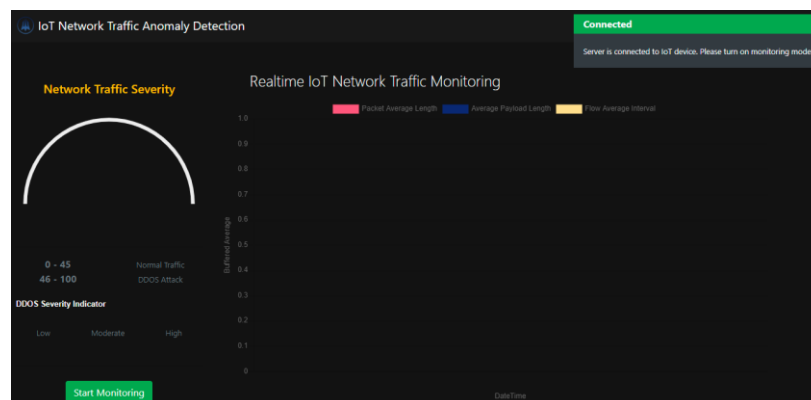 IoT Network Traffic Anomaly Detection
Connected
Server is connected to IoT device. Please turn on monitoring mode
Network Traffic Severity
0 - 45 Normal Traffic
46 - 100 DDOS Attack
DDOS Severity Indicator
Low Moderate High
Start Monitoring
Realtime IoT Network Traffic Monitoring
Packet Average Length Average Payload Length Flow Average Interval
Buffered Average
1.0
0.9
0.8
0.7
0.6
0.5
0.4
0.3
0.2
0.1
0
DateTime